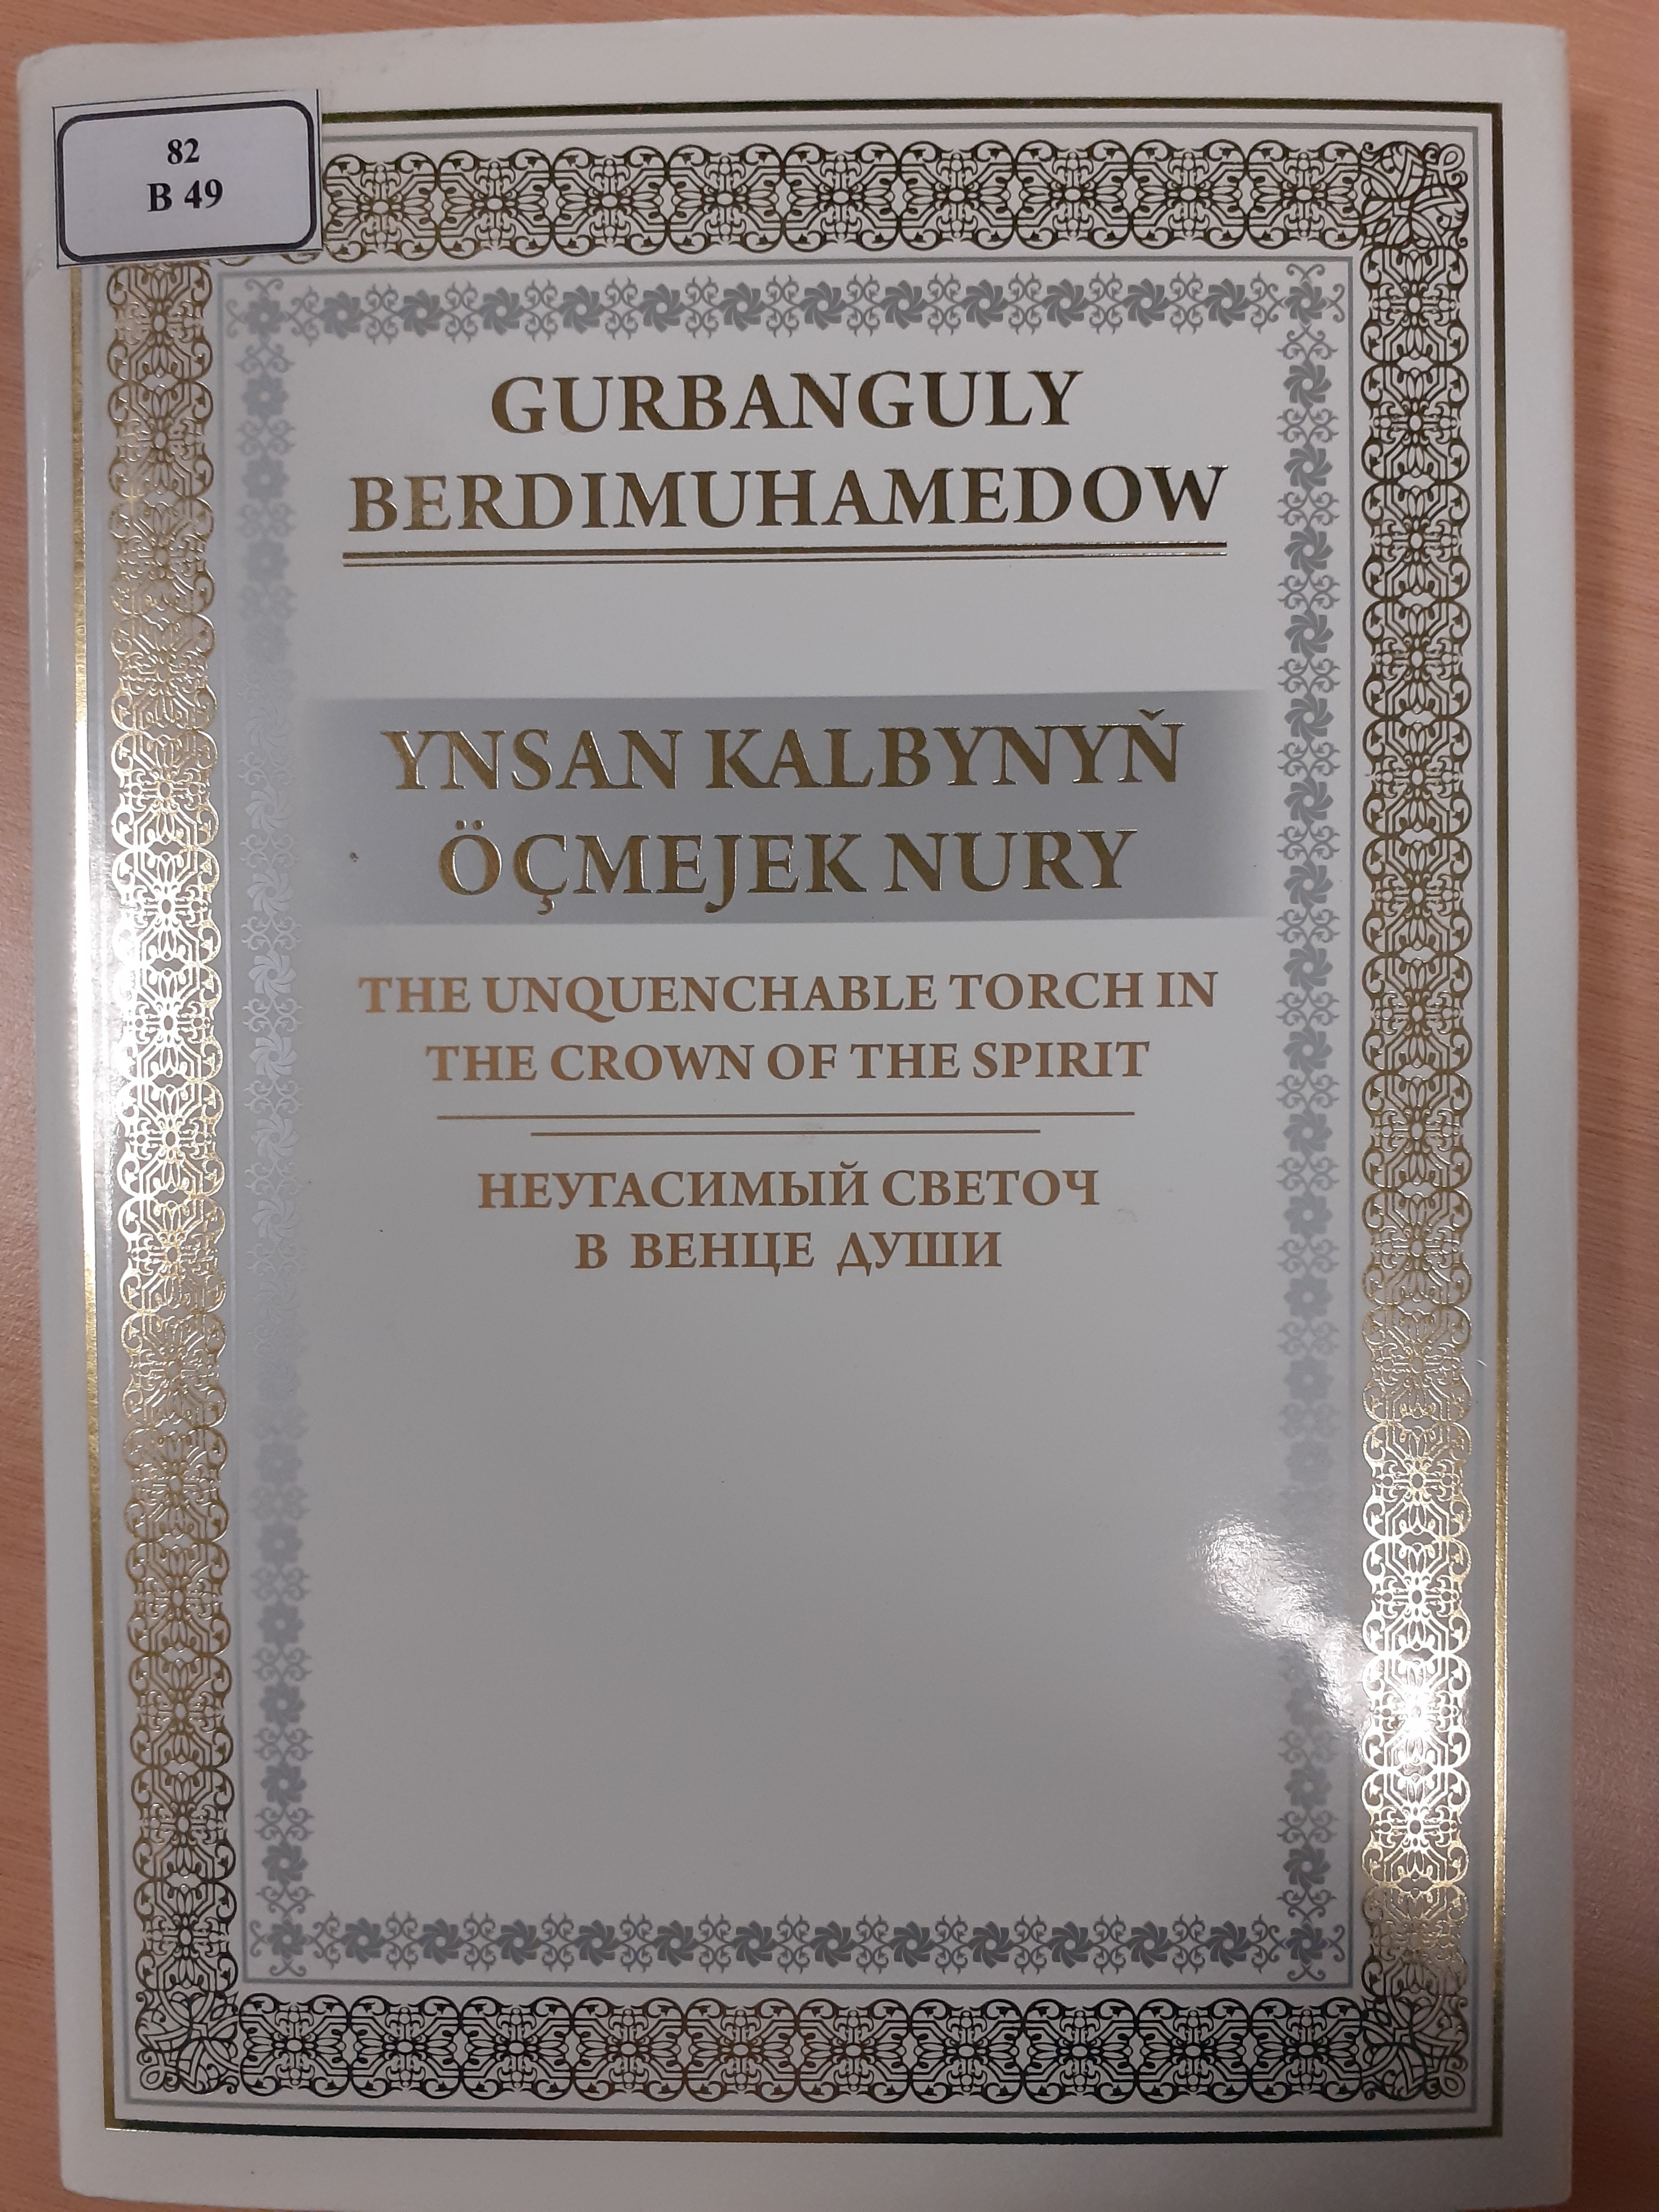 82
B 49
GURBANGULY
BERDIMUHAMEDOW
YNSAN KALBYNYŇ
ÖÇMEJEK NURY
THE UNQUENCHABLE TORCH IN
THE CROWN OF THE SPIRIT
НЕУГАСИМЫЙ СВЕТОЧ
В ВЕНЦЕ ДУШИ